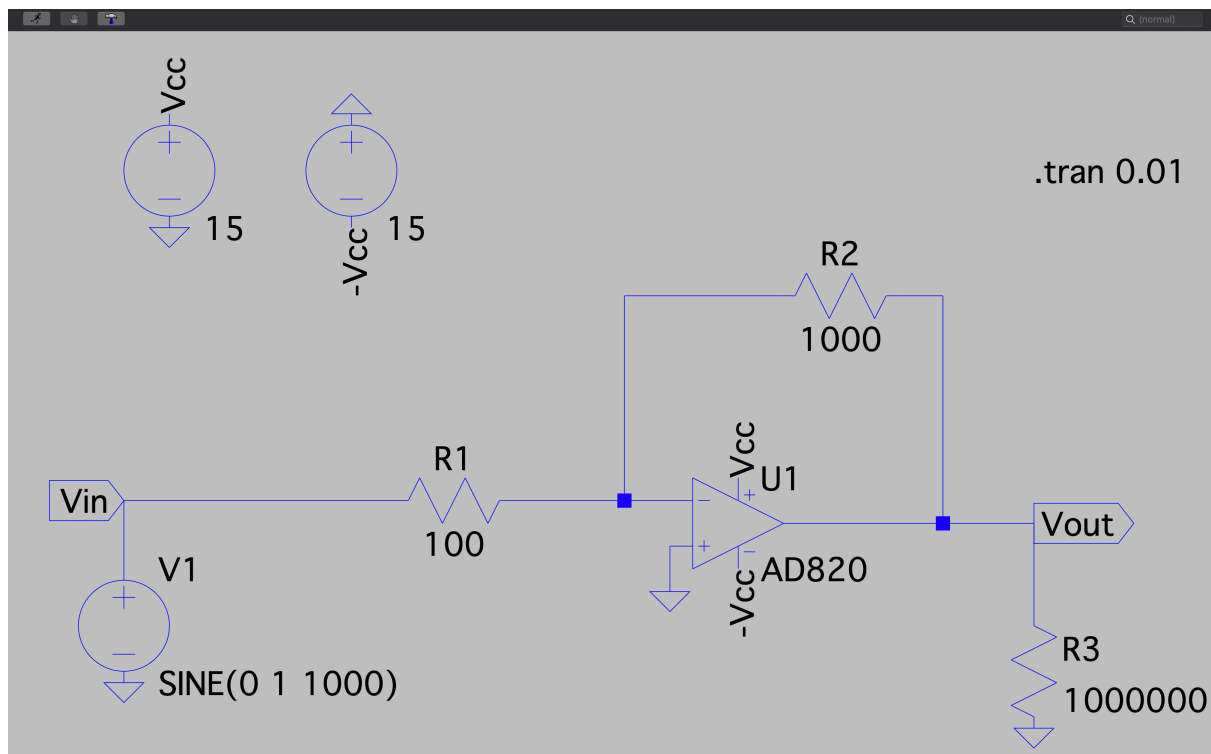 (normal)
Vcc
15
-Vcc
15
.tran 0.01
R2
1000
R1
100
Vin
V1
SINE(0 1 1000)
Vcc
U1
AD820
-Vcc
Vout
R3
1000000